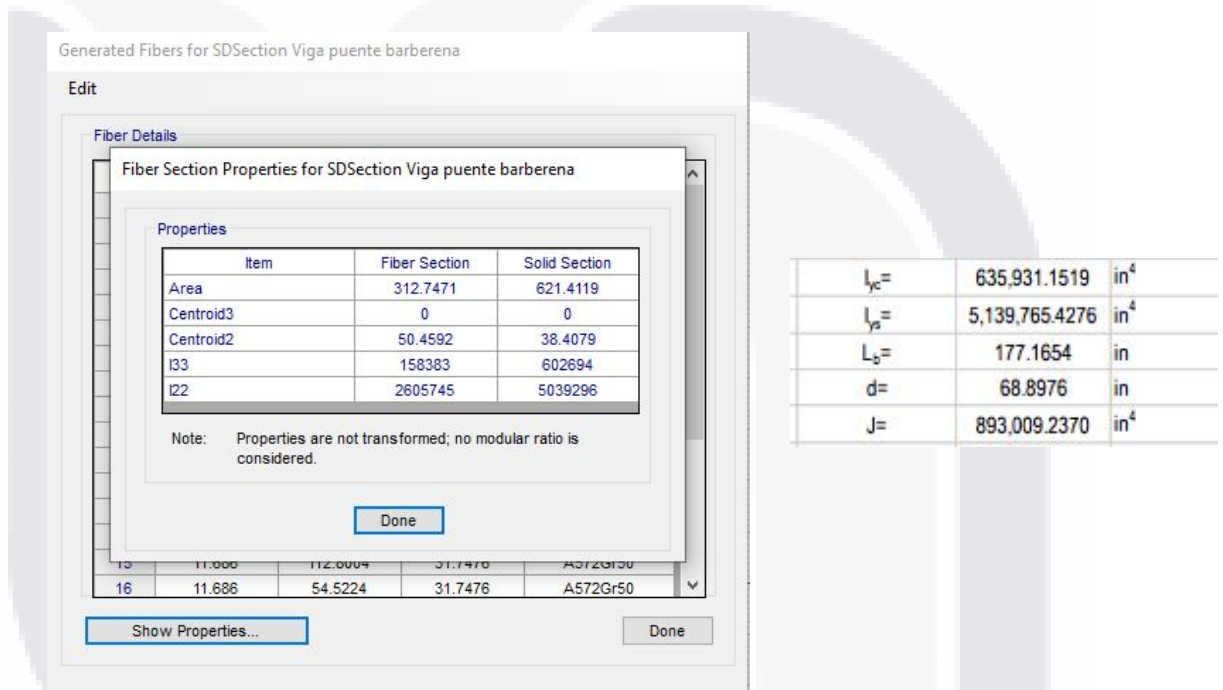 Generated Fibers for SDSection Viga puente barberena
Edit
Fiber Details
Fiber Section Properties for SDSection Viga puente barberena
Properties
Item Fiber Section Solid Section
Area 312.7471 621.4119
Centroid3 0 0
Centroid2 50.4592 38.4079
I33 158383 602694
I22 2605745 5039296
Note: Properties are not transformed; no modular ratio is
considered.
Done
16 11.686 54.5224 31.7476 A572Gr50
Show Properties...
Done
Iyc= 635,931.1519 in⁴
Iys= 5,139,765.4276 in⁴
Lb= 177.1654 in
d= 68.8976 in
J= 893,009.2370 in⁴